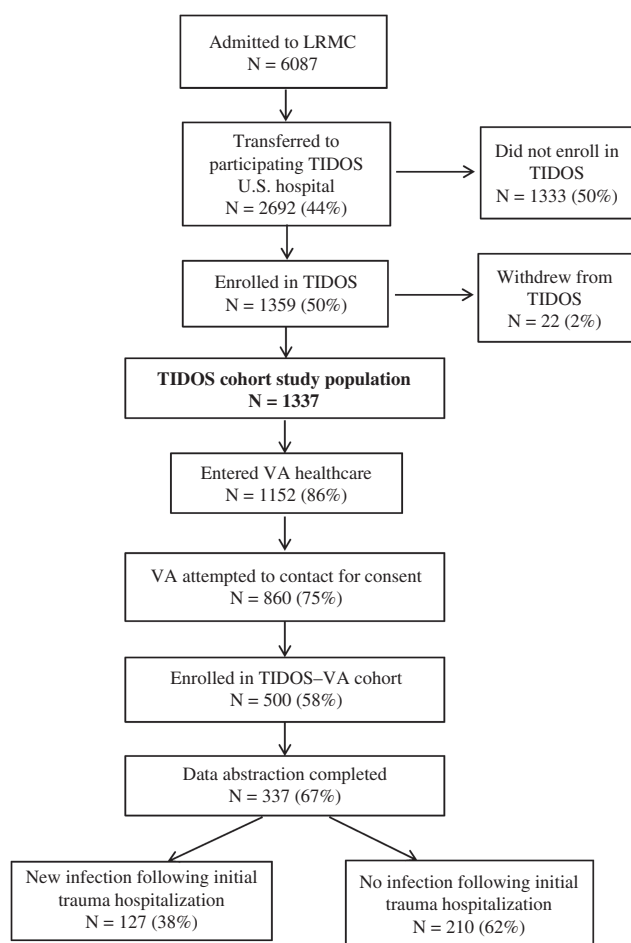 Admitted to LRMC
N = 6087
Transferred to
participating TIDOS
U.S. hospital
N = 2692 (44%)
Did not enroll in
TIDOS
N = 1333 (50%)
Enrolled in TIDOS
N = 1359 (50%)
Withdrew from
TIDOS
N = 22 (2%)
TIDOS cohort study population
N = 1337
Entered VA healthcare
N = 1152 (86%)
VA attempted to contact for consent
N = 860 (75%)
Enrolled in TIDOS–VA cohort
N = 500 (58%)
Data abstraction completed
N = 337 (67%)
New infection following initial
trauma hospitalization
N = 127 (38%)
No infection following initial
trauma hospitalization
N = 210 (62%)